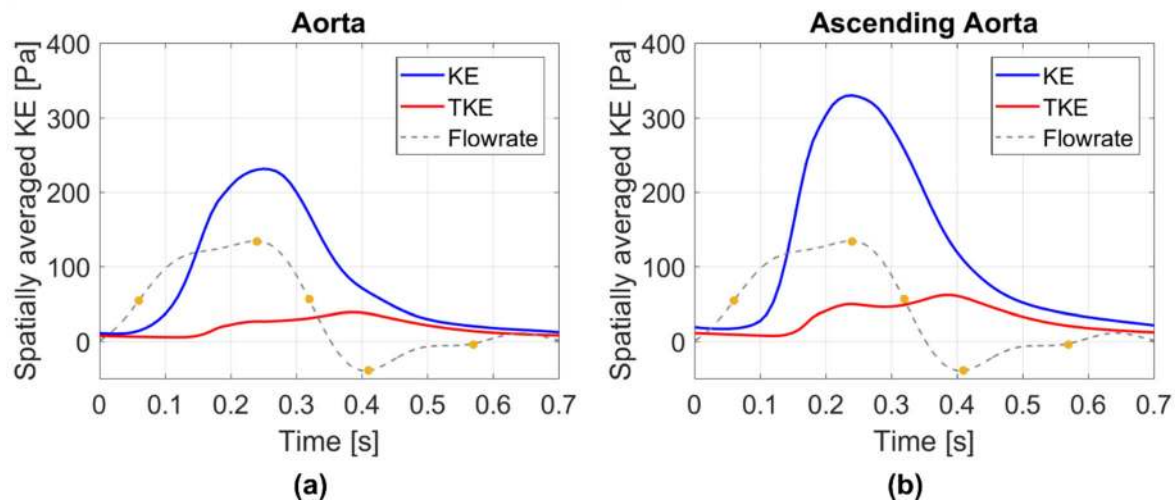 Aorta
Spatially averaged KE [Pa]
400
300
200
100
0
KE
TKE
Flowrate
0 0.1 0.2 0.3 0.4 0.5 0.6 0.7
Time [s]
(a)
Ascending Aorta
Spatially averaged KE [Pa]
400
300
200
100
0
KE
TKE
Flowrate
0 0.1 0.2 0.3 0.4 0.5 0.6 0.7
Time [s]
(b)